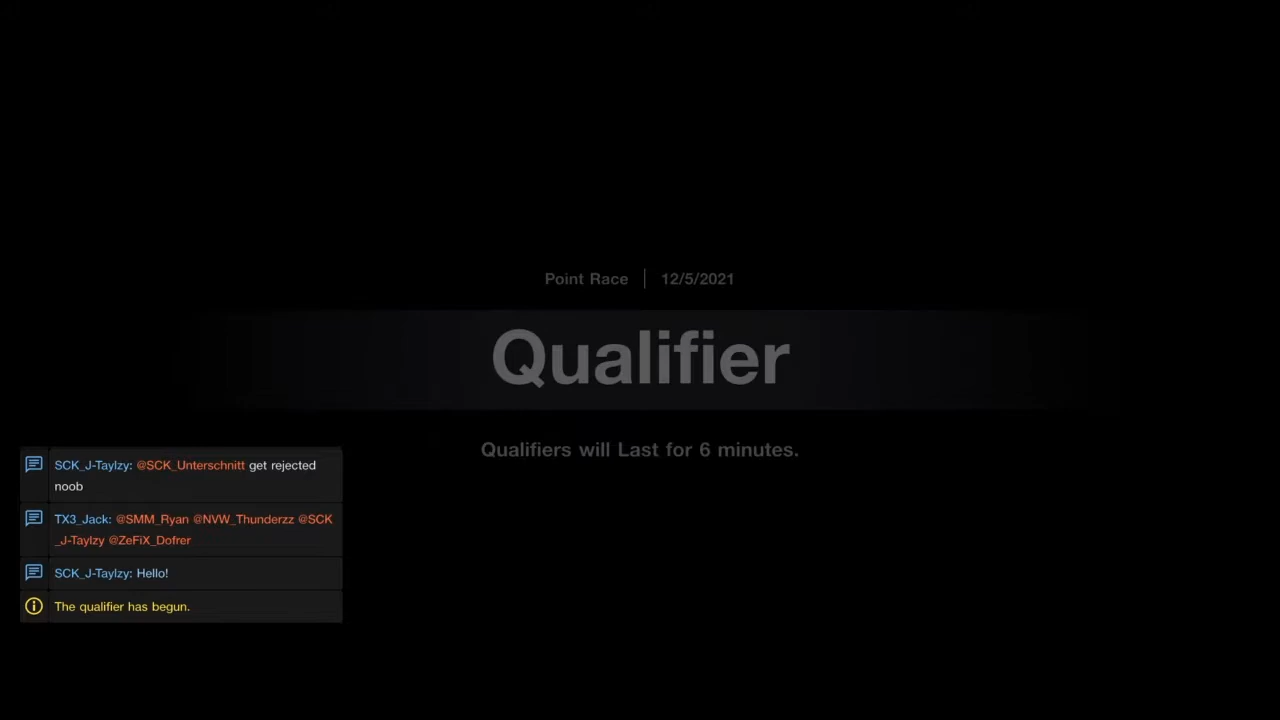 Point Race | 12/5/2021
Qualifier
Qualifiers will Last for 6 minutes.
SCK_J-Taylzy: @SCK_Unterschnitt get rejected
noob
TX3_Jack: @SMM_Ryan @NVW_Thunderzz @SCK
_J-Taylzy @ZeFiX_Dofrer
SCK_J-Taylzy: Hello!
The qualifier has begun.